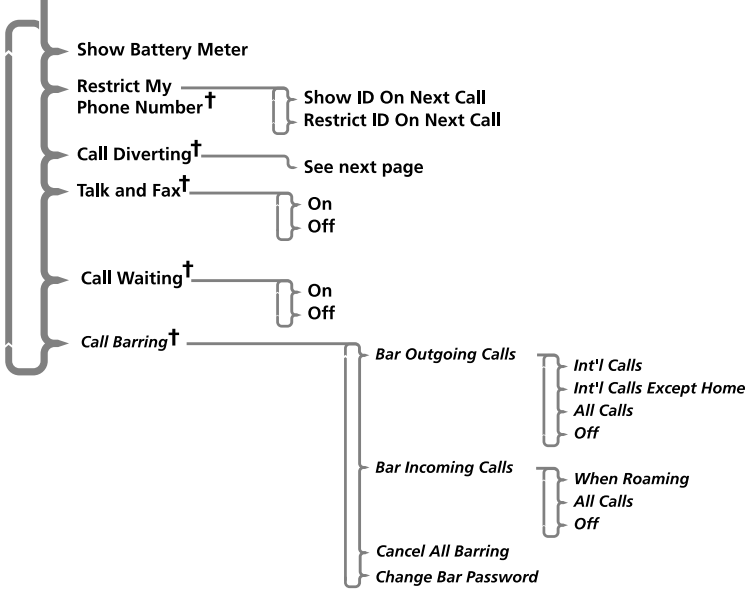 Show Battery Meter
Restrict My
Phone Number†
Show ID On Next Call
Restrict ID On Next Call
Call Diverting†
See next page
Talk and Fax†
On
Off
Call Waiting†
On
Off
Call Barring†
Bar Outgoing Calls
Int'l Calls
Int'l Calls Except Home
All Calls
Off
Bar Incoming Calls
When Roaming
All Calls
Off
Cancel All Barring
Change Bar Password